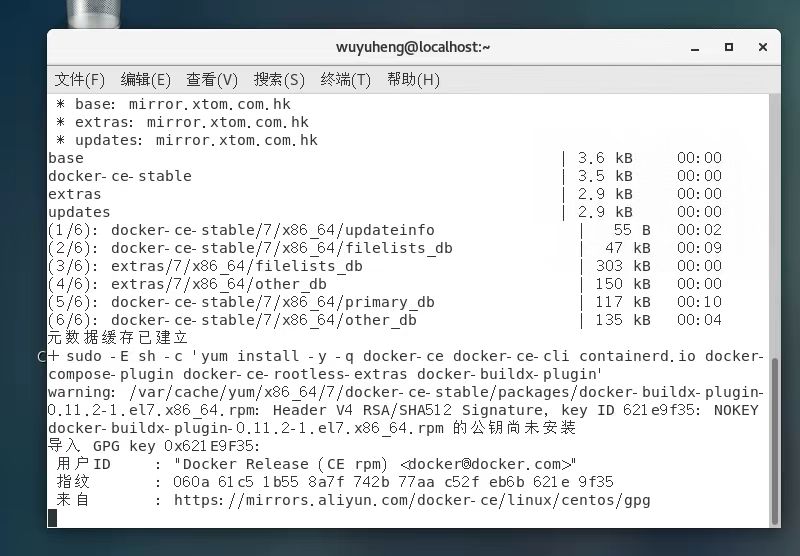 wuyuheng@localhost:~
文件(F) 编辑(E) 查看(V) 搜索(S) 终端(T) 帮助(H)
* base: mirror.xtom.com.hk
* extras: mirror.xtom.com.hk
* updates: mirror.xtom.com.hk
base | 3.6 kB 00:00
docker-ce-stable | 3.5 kB 00:00
extras | 2.9 kB 00:00
updates | 2.9 kB 00:00
(1/6): docker-ce-stable/7/x86_64/updateinfo | 55 B 00:02
(2/6): docker-ce-stable/7/x86_64/filelists_db | 47 kB 00:09
(3/6): extras/7/x86_64/filelists_db | 303 kB 00:00
(4/6): extras/7/x86_64/other_db | 150 kB 00:00
(5/6): docker-ce-stable/7/x86_64/primary_db | 117 kB 00:10
(6/6): docker-ce-stable/7/x86_64/other_db | 135 kB 00:04
元数据缓存已建立
+ sudo -E sh -c 'yum install -y -q docker-ce docker-ce-cli containerd.io docker-
compose-plugin docker-ce-rootless-extras docker-buildx-plugin'
warning: /var/cache/yum/x86_64/7/docker-ce-stable/packages/docker-buildx-plugin-
0.11.2-1.el7.x86_64.rpm: Header V4 RSA/SHA512 Signature, key ID 621e9f35: NOKEY
docker-buildx-plugin-0.11.2-1.el7.x86_64.rpm 的公钥尚未安装
导入 GPG key 0x621E9F35:
用户ID : "Docker Release (CE rpm) <docker@docker.com>"
指纹 : 060a 61c5 1b55 8a7f 742b 77aa c52f eb6b 621e 9f35
来自 : https://mirrors.aliyun.com/docker-ce/linux/centos/gpg